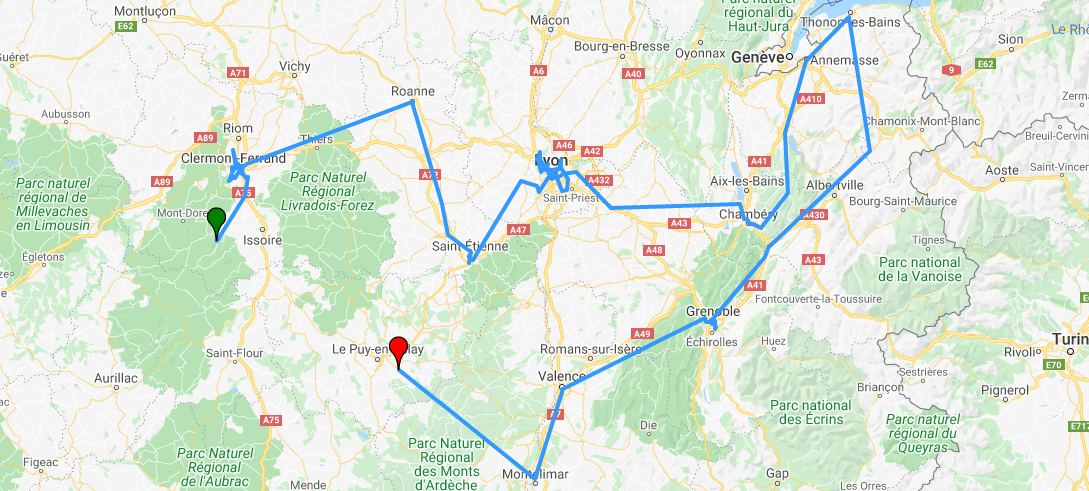 Parc naturel
régional du
Haut-Jura
Thonon-les-Bains
Montluçon
E62
Mâcon
Bourg-en-Bresse
Oyonnax
Genève
Annemasse
Sion
E62
9
Guéret
A71
Vichy
A6
A40
A410
Roanne
Aubusson
Chamonix-Mont-Blanc
Riom
A89
Thiers
A46
A42
Breuil-Cervinia
Clermont-Ferrand
Lyon
A41
Saint-Vincent
A89
A75
A72
A432
Aix-les-Bains
Albertville
Aoste
Parc naturel
régional de
Millevaches
en Limousin
Parc Naturel
Régional
Livradois-Forez
Saint-Priest
Bourg-Saint-Maurice
Mont-Dore
Chambéry
A430
A47
A43
Issoire
Saint-Étienne
A48
Tignes
Égletons
A43
Parc national
de la Vanoise
A41
Fontcouverte-la-Toussuire
Grenoble
A49
Échirolles
Huez
Turin
Saint-Flour
Le Puy-en-Velay
Romans-sur-Isère
Rivoli
E70
Aurillac
Valence
Sestrières
Briançon
Pinerolo
A7
Parc national
des Écrins
A75
Die
Parc naturel
régional du
Queyras
E717
Parc Naturel
Régional
des Monts
d'Ardèche
Parc
Naturel
Régional
de l'Aubrac
Figeac
Montélimar
Gap
Mende
Les Orres